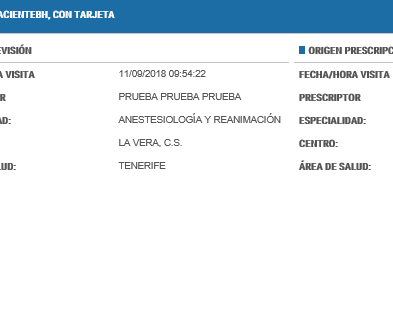 ACIENTEBH, CON TARJETA
EVISIÓN
ORIGEN PRESCRIPC
A VISITA 11/09/2018 09:54:22 FECHA/HORA VISITA
R PRUEBA PRUEBA PRUEBA PRESCRIPTOR
AD: ANESTESIOLOGÍA Y REANIMACIÓN ESPECIALIDAD:
LA VERA, C.S. CENTRO:
LUD: TENERIFE ÁREA DE SALUD: